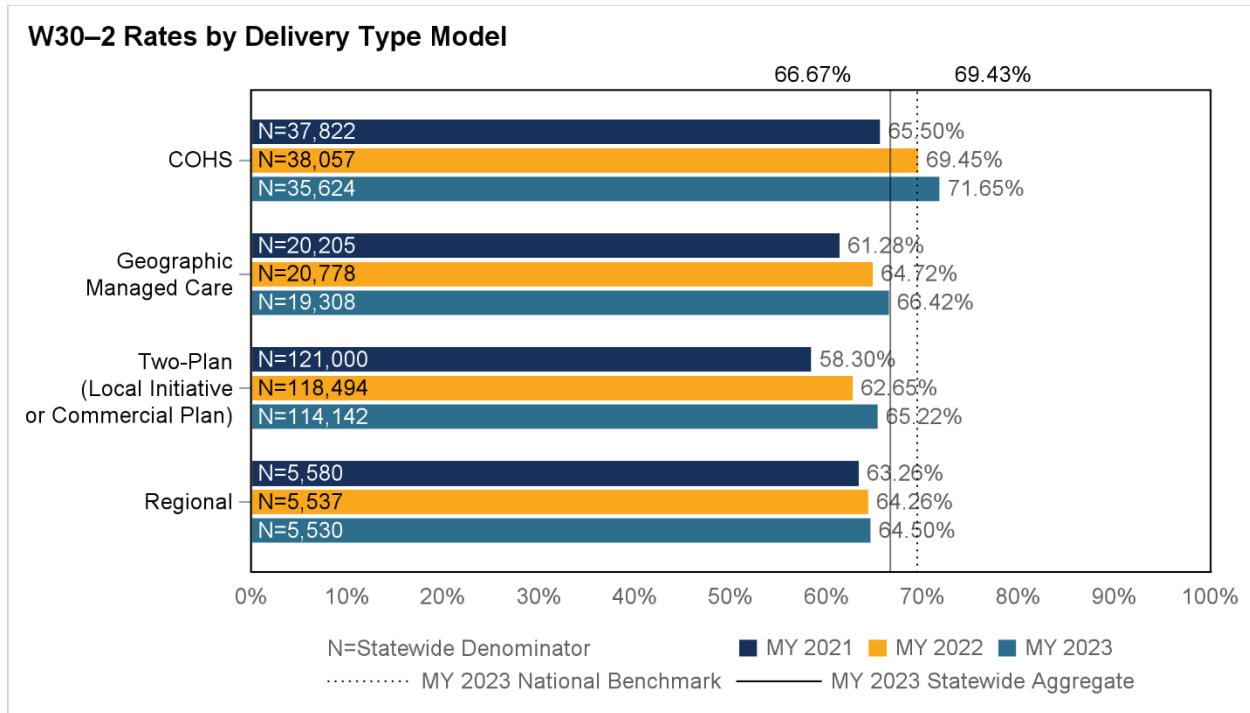 W30–2 Rates by Delivery Type Model
66.67% 69.43%
COHS
N=37,822 65.50%
N=38,057 69.45%
N=35,624 71.65%
Geographic
Managed Care
N=20,205 61.28%
N=20,778 64.72%
N=19,308 66.42%
Two-Plan
(Local Initiative
or Commercial Plan)
N=121,000 58.30%
N=118,494 62.65%
N=114,142 65.22%
Regional
N=5,580 63.26%
N=5,537 64.26%
N=5,530 64.50%
0% 10% 20% 30% 40% 50% 60% 70% 80% 90% 100%
N=Statewide Denominator MY 2021 MY 2022 MY 2023
MY 2023 National Benchmark MY 2023 Statewide Aggregate